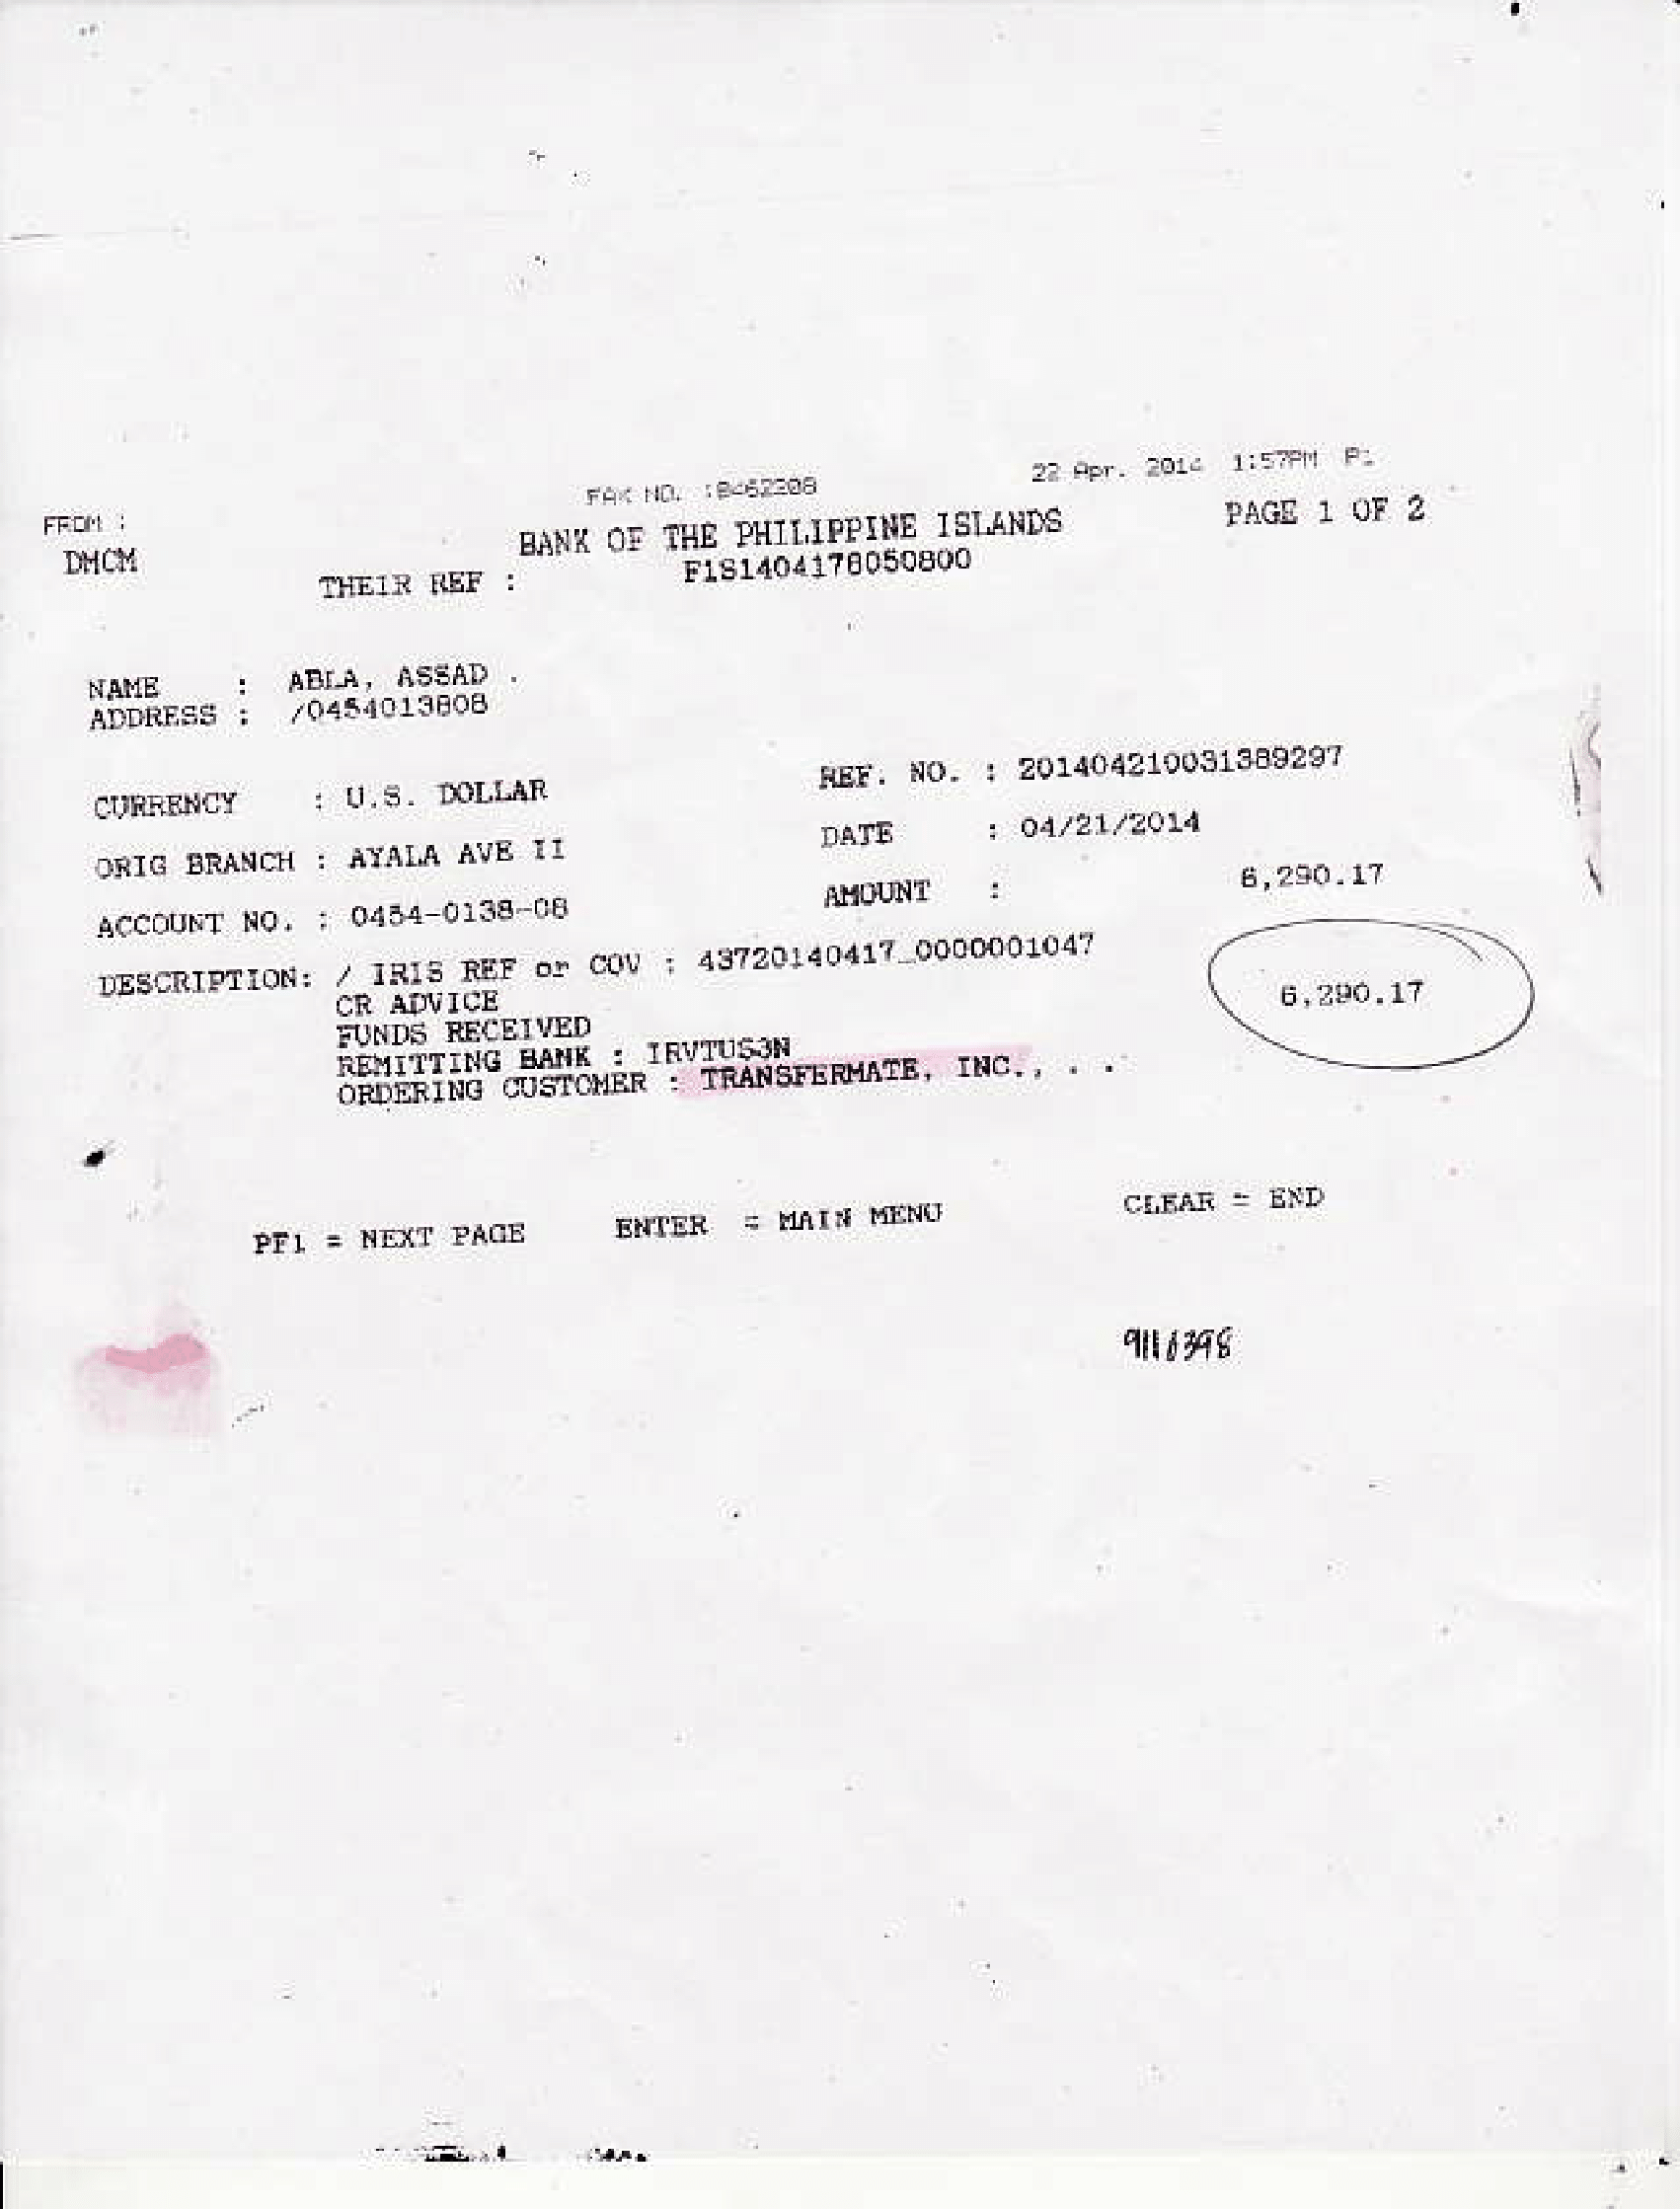 22 Apr. 2014 1:57PM P1
FAX NO. :8462208
FROM :
BANK OF THE PHILIPPINE ISLANDS
PAGE 1 OF 2
DMCM
THEIR REF : F1S1404178050800
NAME : ABLA, ASSAD .
ADDRESS : /0454013808
CURRENCY : U.S. DOLLAR
REF. NO. : 201404210031389297
ORIG BRANCH : AYALA AVE II
DATE : 04/21/2014
ACCOUNT NO. : 0454-0138-08
AMOUNT : 6,290.17
DESCRIPTION: / IRIS REF or COV : 43720140417_0000001047
CR ADVICE
6,290.17
FUNDS RECEIVED
REMITTING BANK : IRVTUS3N
ORDERING CUSTOMER : TRANSFERMATE, INC., . .
PF1 = NEXT PAGE ENTER = MAIN MENU CLEAR = END
9116398